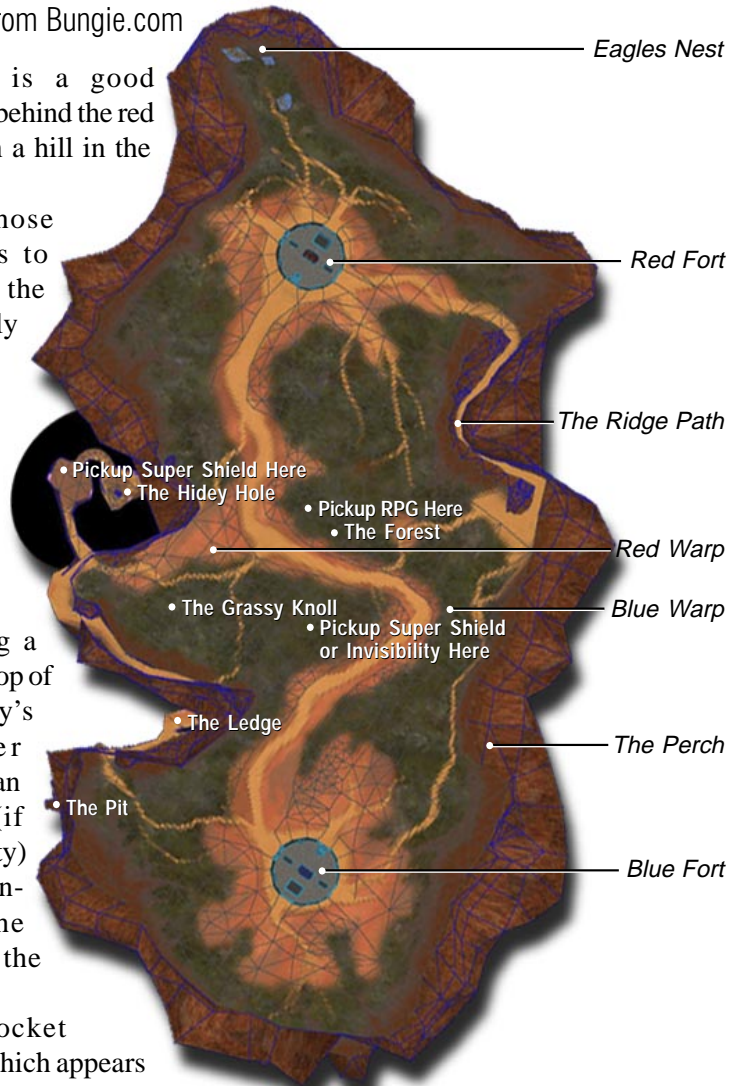 rom Bungie.com
Eagles Nest
is a good
behind the red
a hill in the
hose
s to
the
ly
Red Fort
The Ridge Path
Pickup Super Shield Here
The Hidey Hole
Pickup RPG Here
The Forest
Red Warp
The Grassy Knoll
Blue Warp
Pickup Super Shield
or Invisibility Here
g a
op of
y's
er
an
(if
ty)
n-
he
the
ocket
hich appears
The Ledge
The Perch
The Pit
Blue Fort